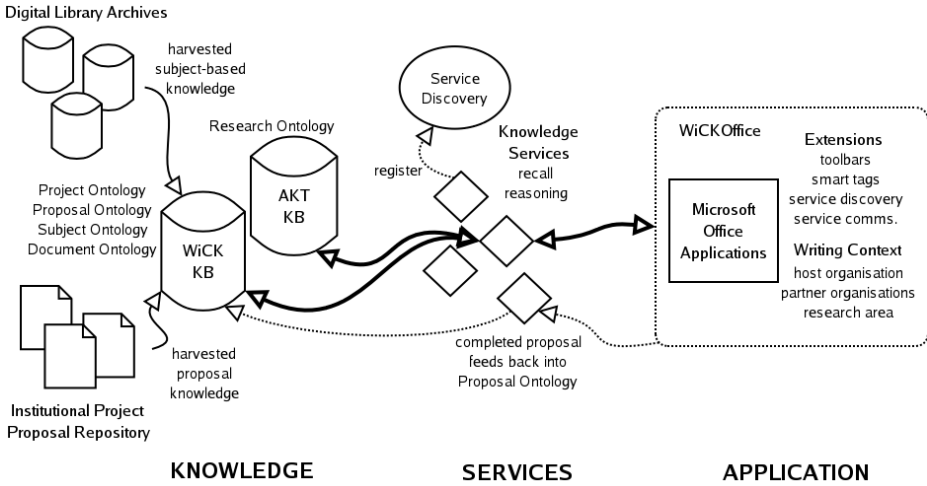 Digital Library Archives
harvested
subject-based
knowledge
Research Ontology
Project Ontology
Proposal Ontology
Subject Ontology
Document Ontology
AKT
KB
WiCK
KB
harvested
proposal
knowledge
Institutional Project
Proposal Repository
KNOWLEDGE
Service
Discovery
register
Knowledge
Services
recall
reasoning
completed proposal
feeds back into
Proposal Ontology
SERVICES
WiCKOffice
Microsoft
Office
Applications
Extensions
toolbars
smart tags
service discovery
service comms.
Writing Context
host organisation
partner organisations
research area
APPLICATION